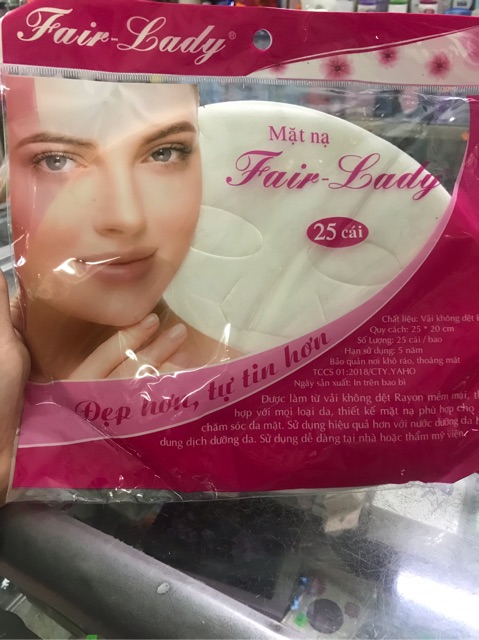 Fair-Lady®
Mặt nạ
Fair-Lady
25 cái
Chất liệu: Vải không dệt
Quy cách: 25 * 20 cm
Số Lượng: 25 cái / bao
Hạn sử dụng: 5 năm
Bảo quản nơi khô ráo, thoáng mát
TCCS 01:2018/CTY.YAHO
Ngày sản xuất: In trên bao bì
Đẹp hơn, tự tin hơn
Được làm từ vải không dệt Rayon mềm mại,
hợp với mọi loại da, thiết kế mặt nạ phù hợp cho
chăm sóc da mặt. Sử dụng hiệu quả hơn với nước dưỡng da
dung dịch dưỡng da. Sử dụng dễ dàng tại nhà hoặc thẩm mỹ viện.